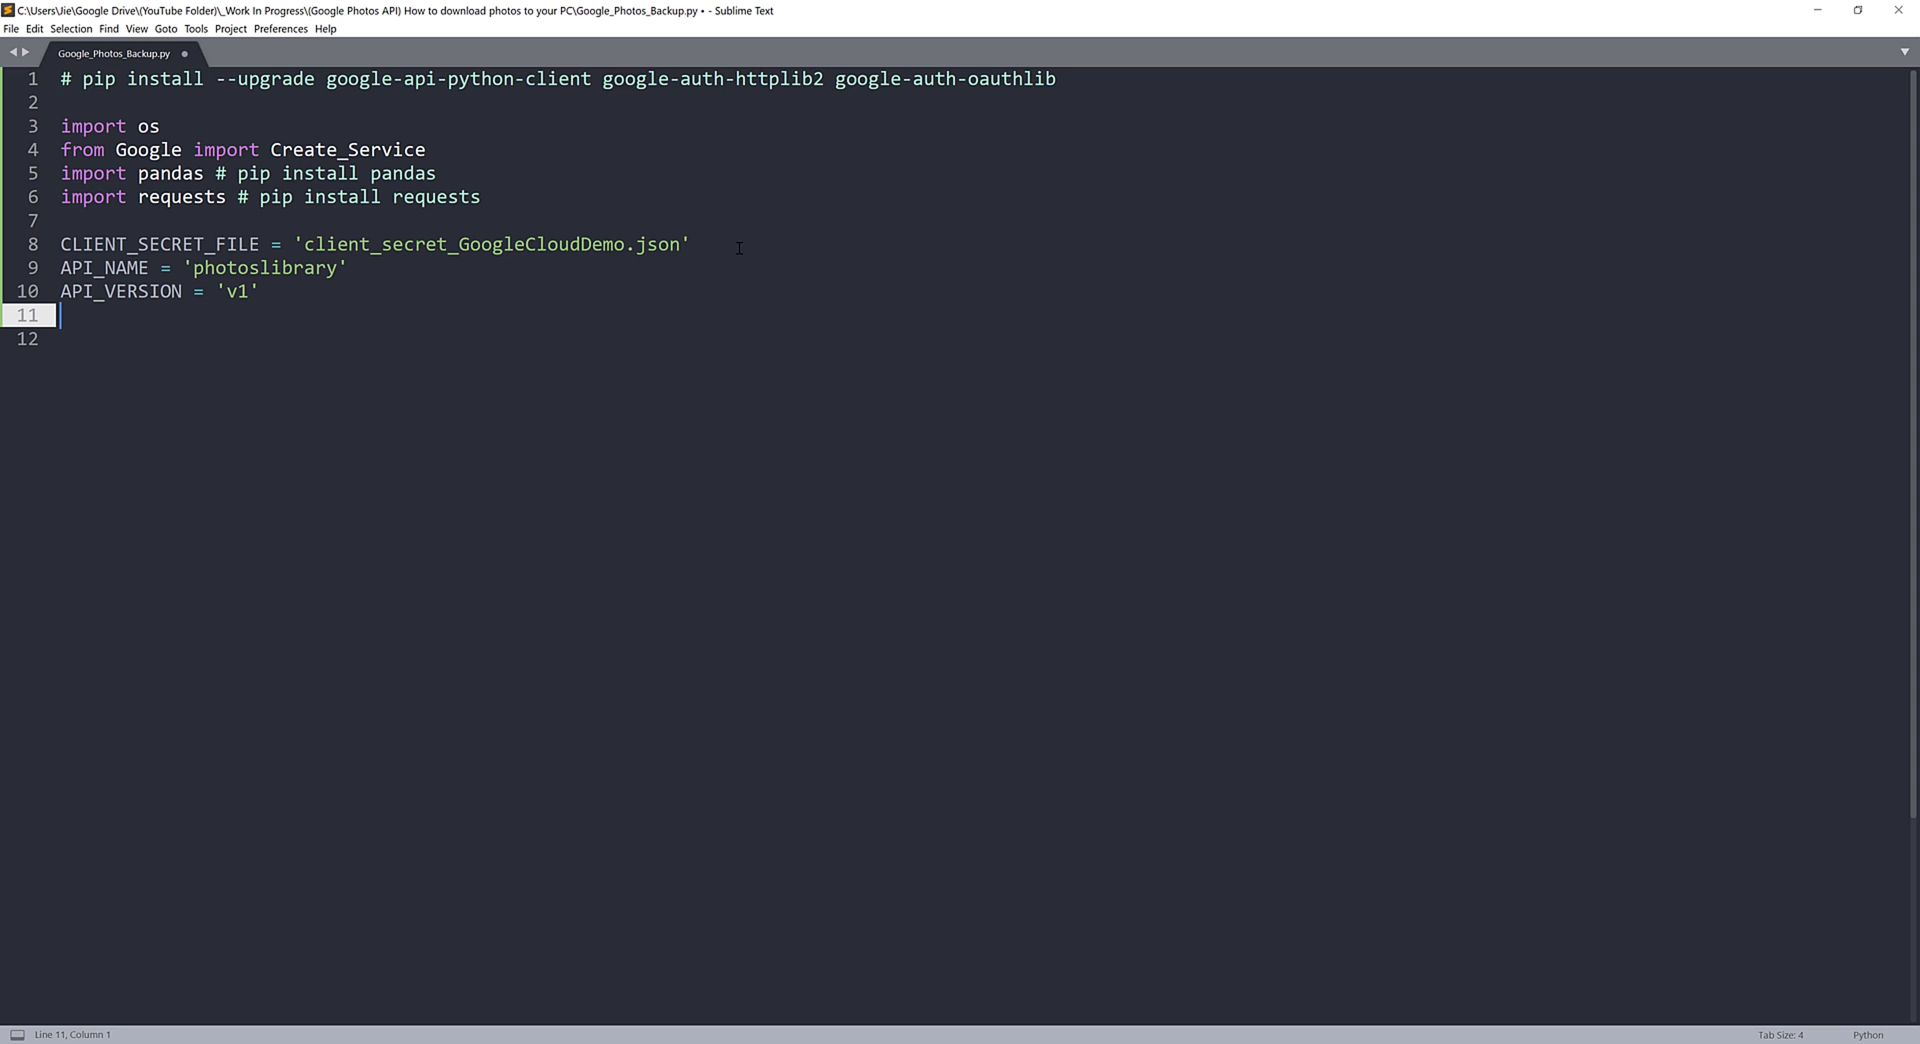 C:\Users\Jie\Google Drive\(YouTube Folder)\_Work In Progress\(Google Photos API) How to download photos to your PC\Google_Photos_Backup.py • - Sublime Text
File Edit Selection Find View Goto Tools Project Preferences Help
Google_Photos_Backup.py
1 # pip install --upgrade google-api-python-client google-auth-httplib2 google-auth-oauthlib
2
3 import os
4 from Google import Create_Service
5 import pandas # pip install pandas
6 import requests # pip install requests
7
8 CLIENT_SECRET_FILE = 'client_secret_GoogleCloudDemo.json'
9 API_NAME = 'photoslibrary'
10 API_VERSION = 'v1'
11
12
Line 11, Column 1 Tab Size: 4 Python